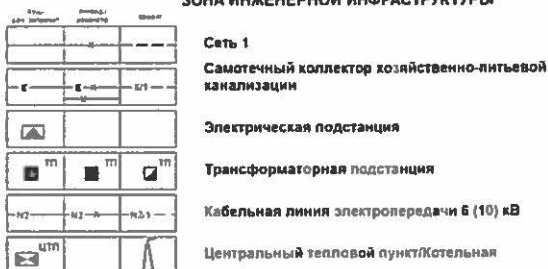 ЗОНА ИНЖЕНЕРНОЙ ИНФРАСТРУКТУРЫ
Сеть 1
Самотечный коллектор хозяйственно-питьевой
канализации
Электрическая подстанция
ТП ТП ТП
Трансформаторная подстанция
Кабельная линия электропередачи 6 (10) кВ
ЦТП
Центральный тепловой пункт/Котельная